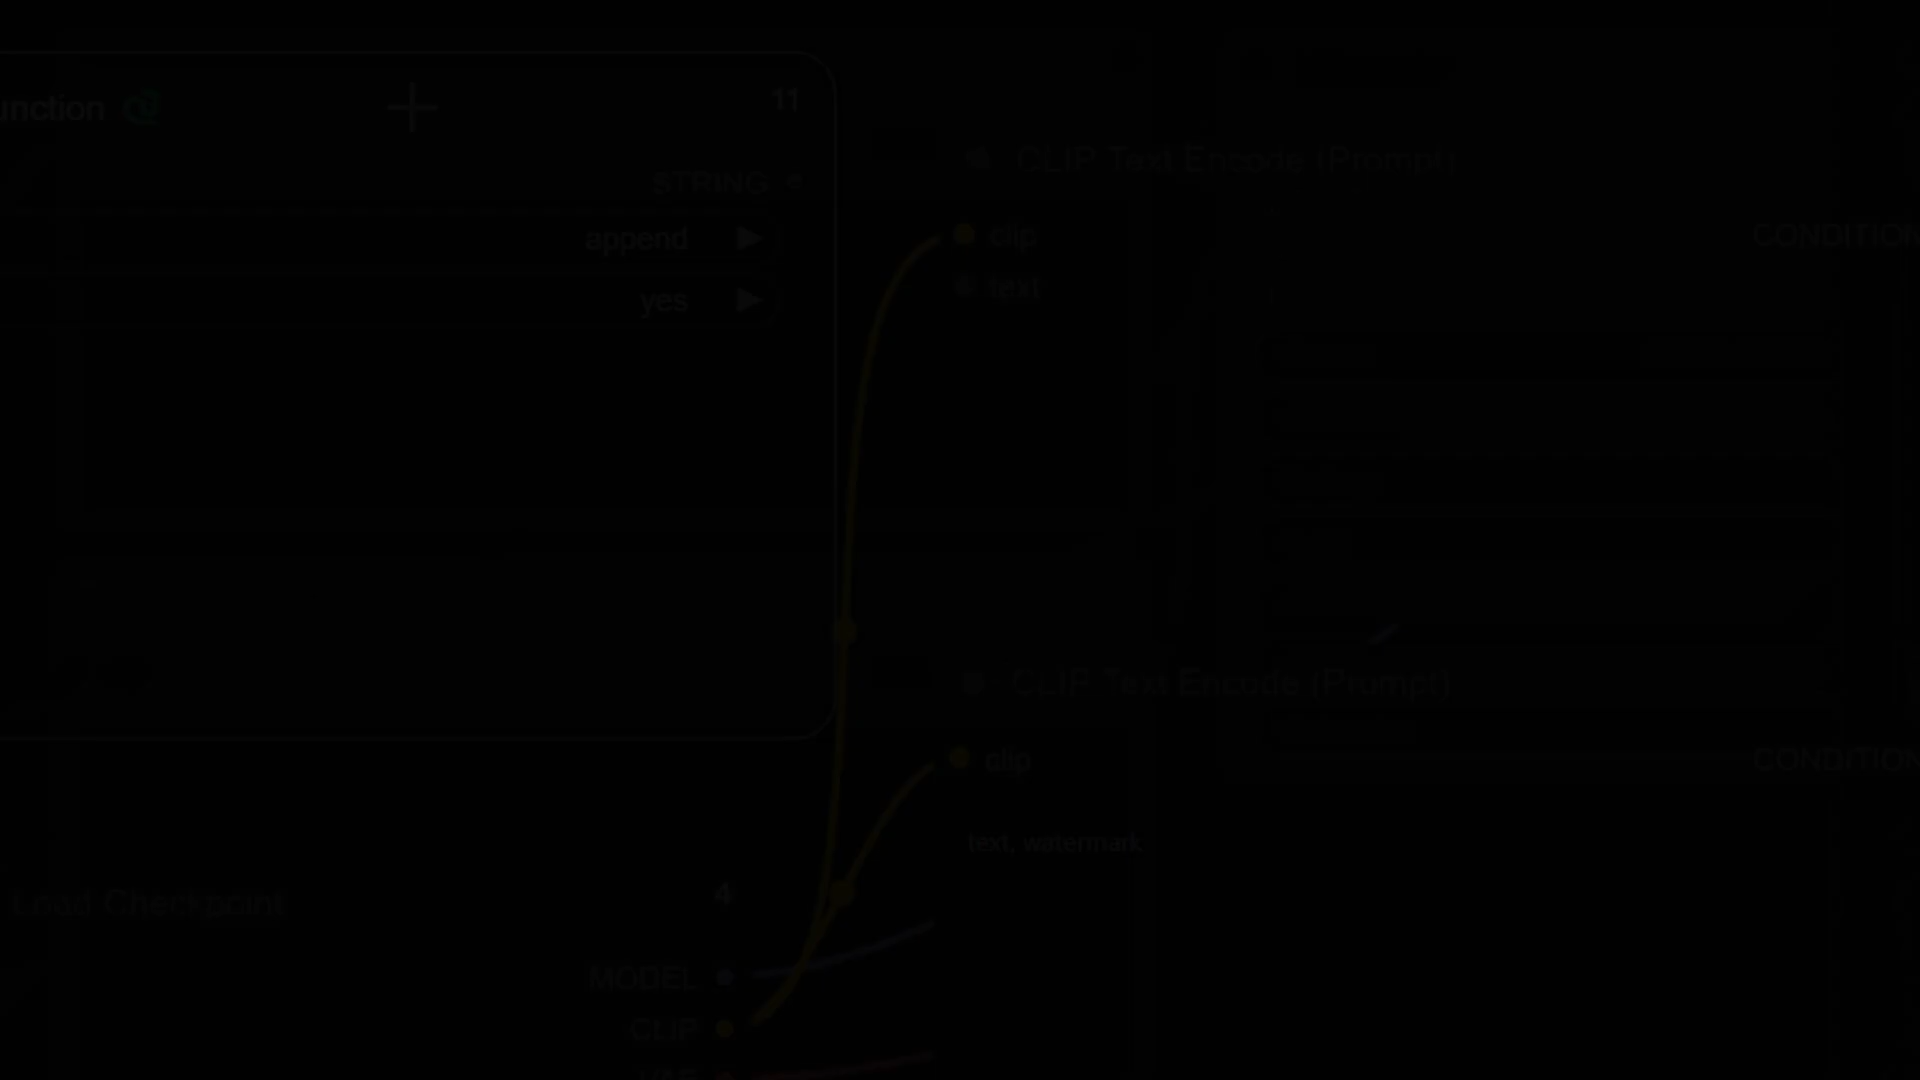 unction
11
STRING
append
yes
CLIP Text Encode (Prompt)
clip
text
CONDITION
CLIP Text Encode (Prompt)
clip
CONDITION
text, watermark
Load Checkpoint
4
MODEL
CLIP